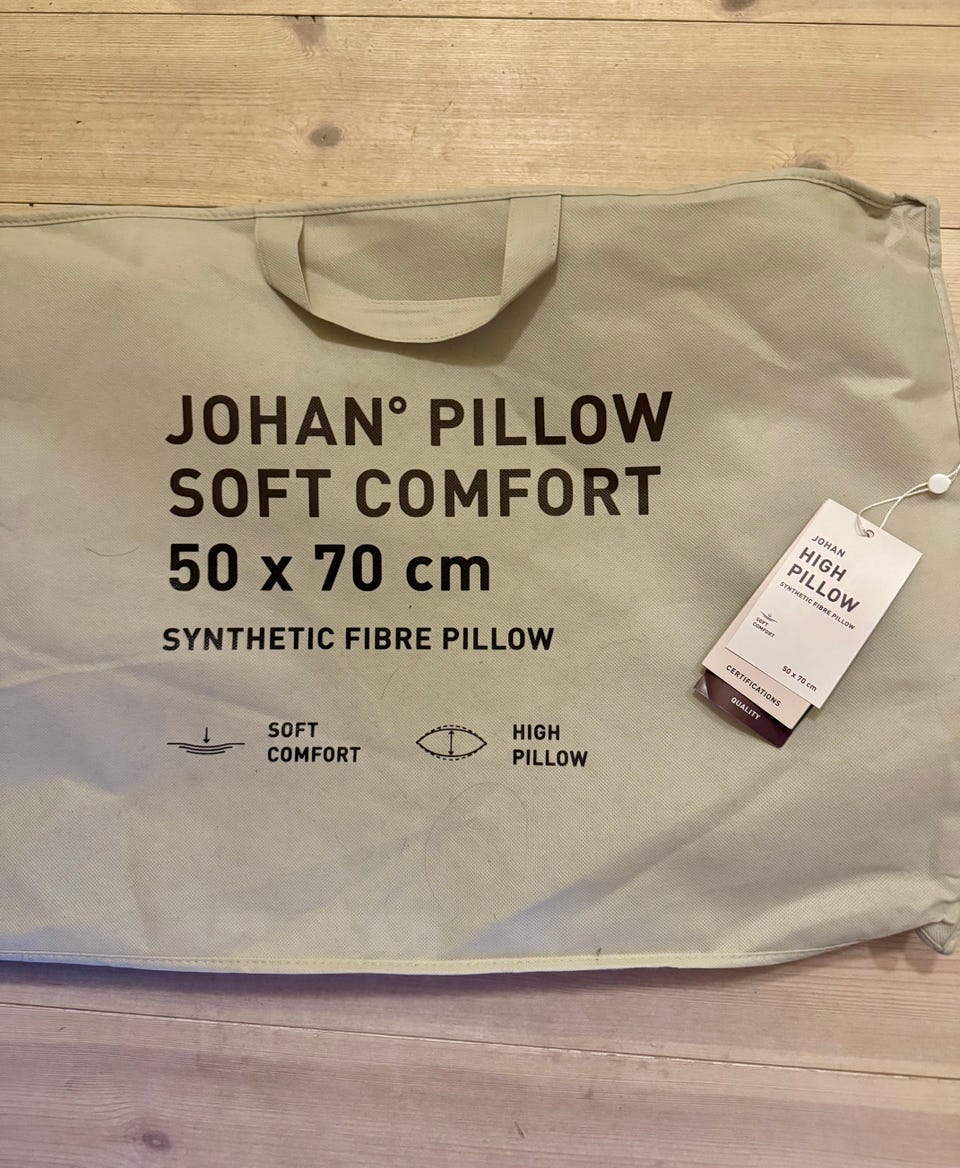 JOHAN° PILLOW
SOFT COMFORT
50 x 70 cm
SYNTHETIC FIBRE PILLOW
SOFT
COMFORT
HIGH
PILLOW
JOHAN
HIGH
PILLOW
SYNTHETIC FIBRE PILLOW
SOFT
COMFORT
50 x 70 cm
CERTIFICATIONS
QUALITY